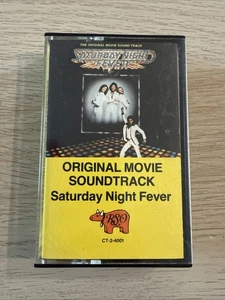 THE ORIGINAL MOVIE SOUND TRACK
SATURDAY NIGHT
FEVER
ORIGINAL MOVIE
SOUNDTRACK
Saturday Night Fever
RSO
CT-2-4001